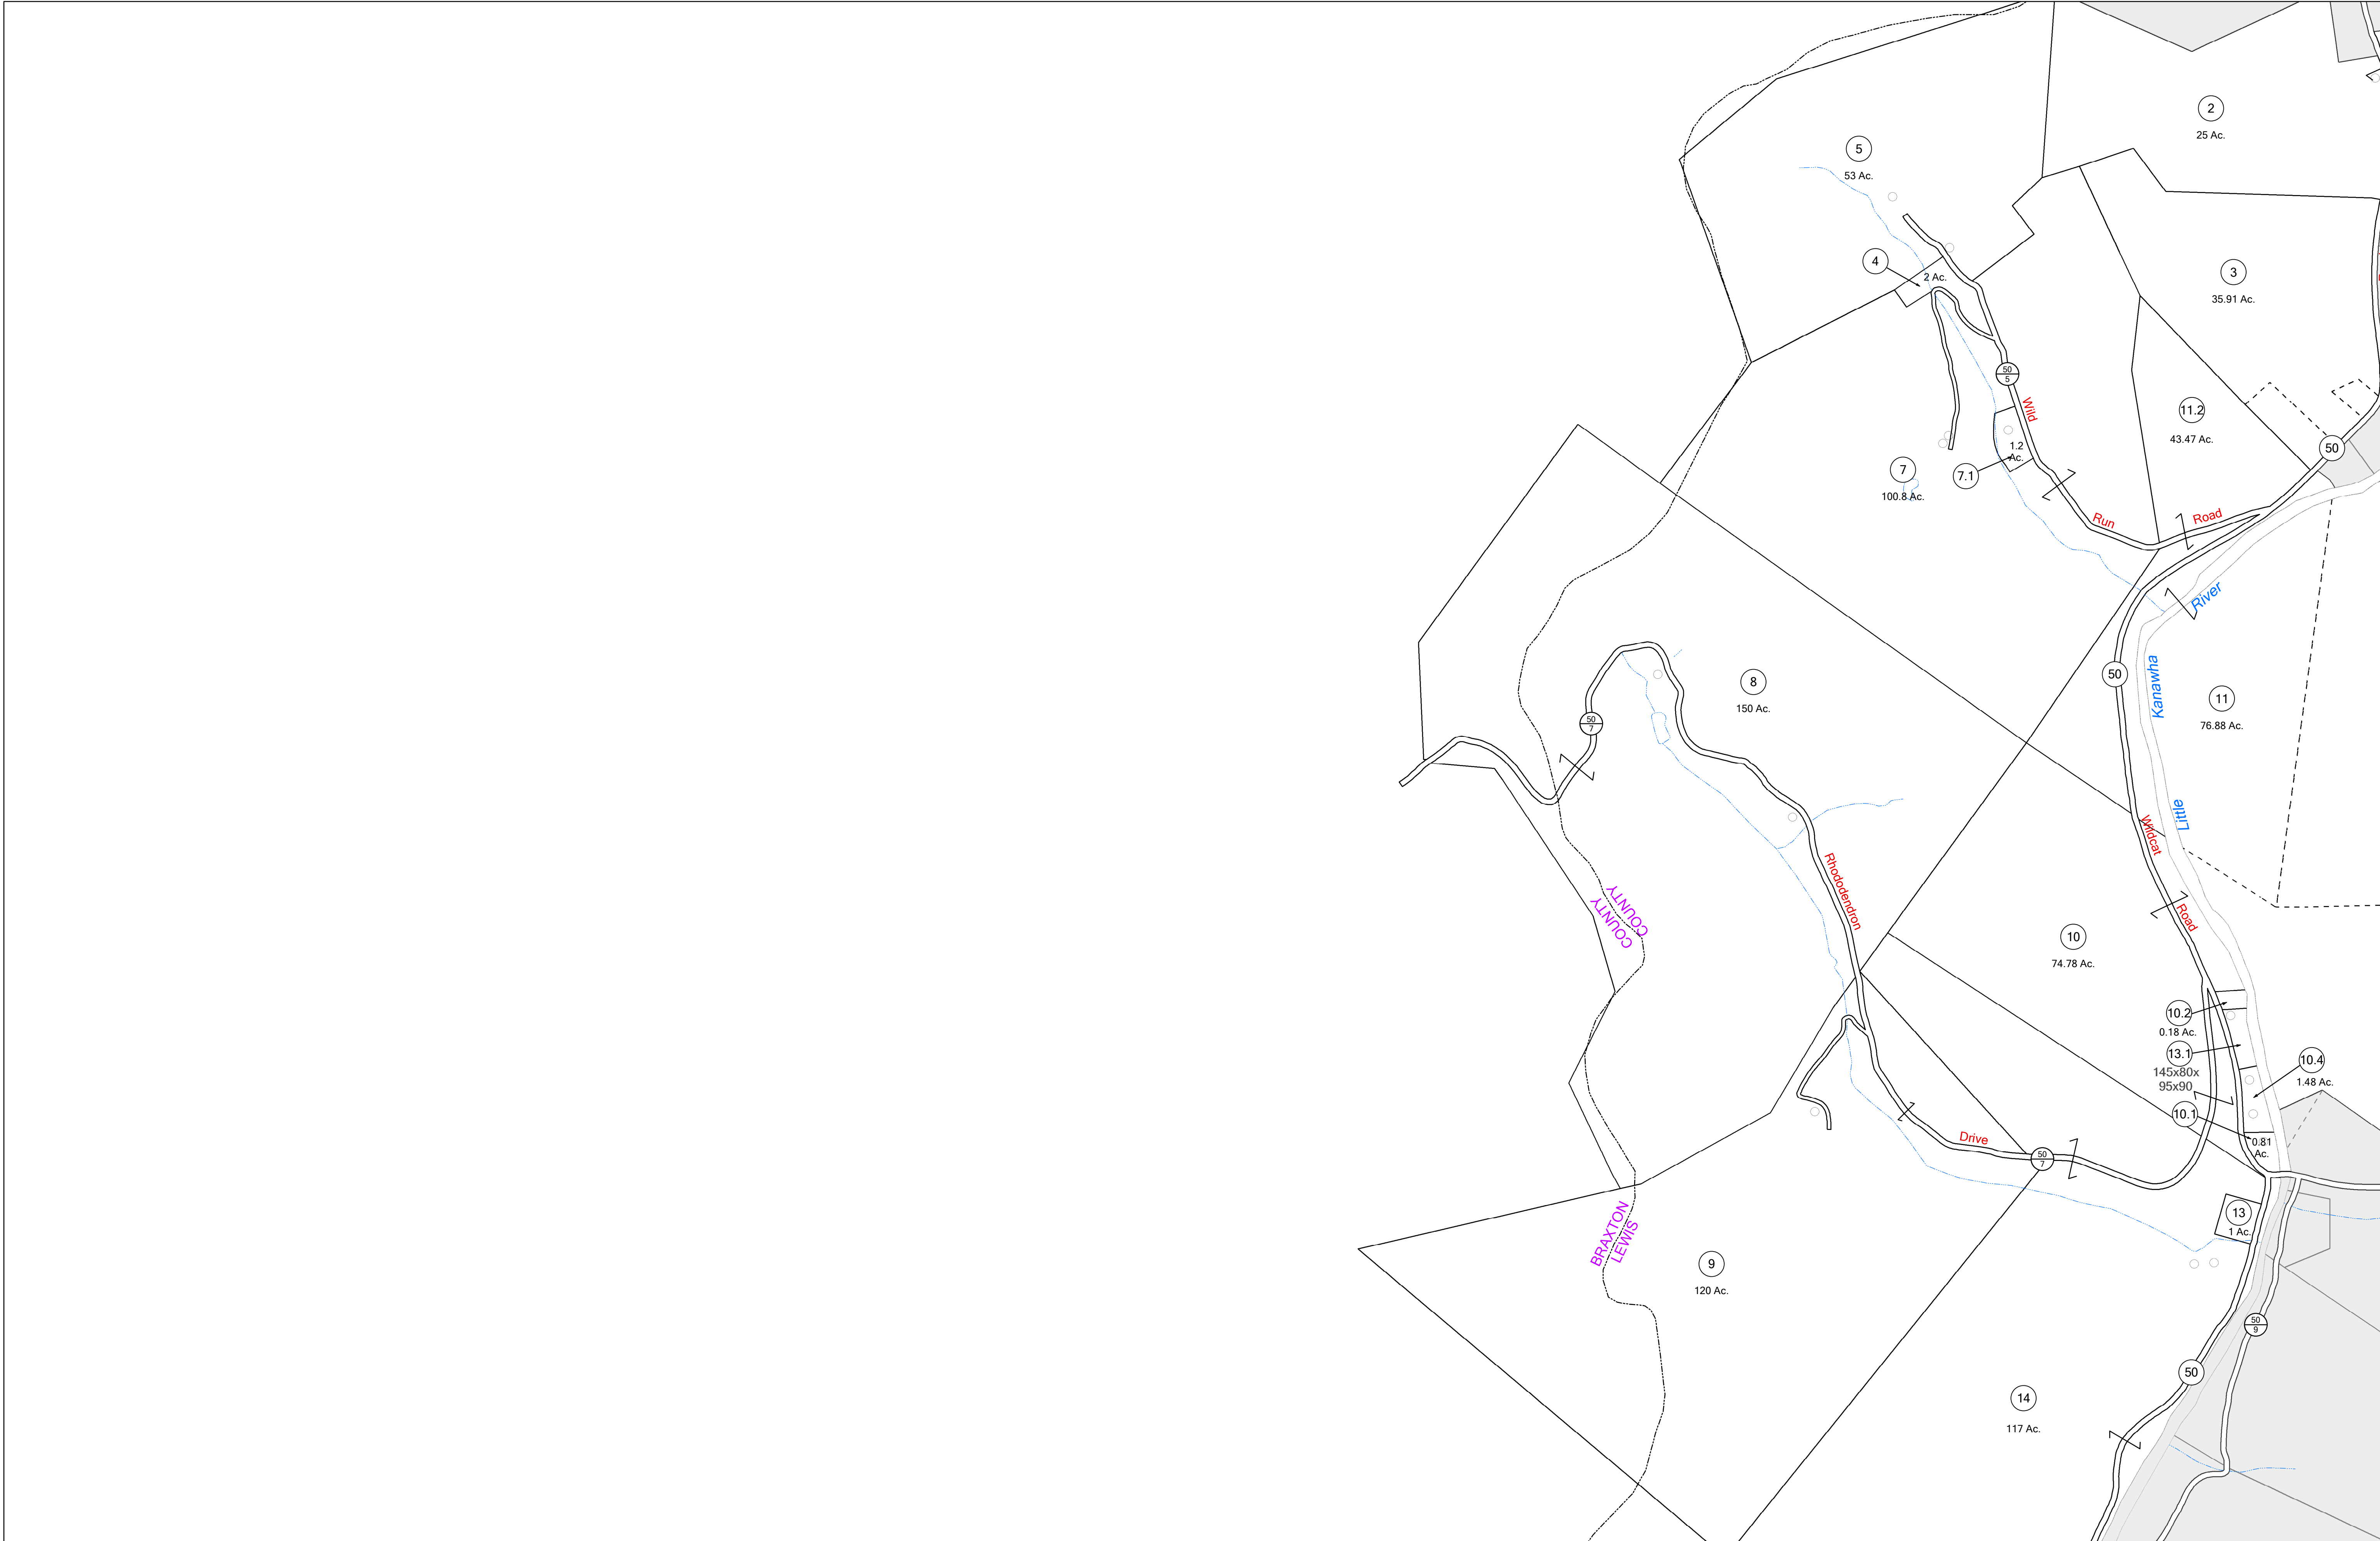 2
25 Ac.
5
53 Ac.
4
2 Ac.
3
35.91 Ac.
50
5
Wild
11.2
43.47 Ac.
50
1.2
Ac.
7.1
7
100.8 Ac.
Run
Road
River
Kanawha
Little
50
8
150 Ac.
11
76.88 Ac.
50
7
Wildcat
Road
Rhododendron
COUNTY
COUNTY
10
74.78 Ac.
10.2
0.18 Ac.
13.1
145x80x
95x90
10.4
1.48 Ac.
10.1
0.81
Ac.
Drive
50
7
13
1 Ac.
BRAXTON
LEWIS
9
120 Ac.
50
9
50
14
117 Ac.